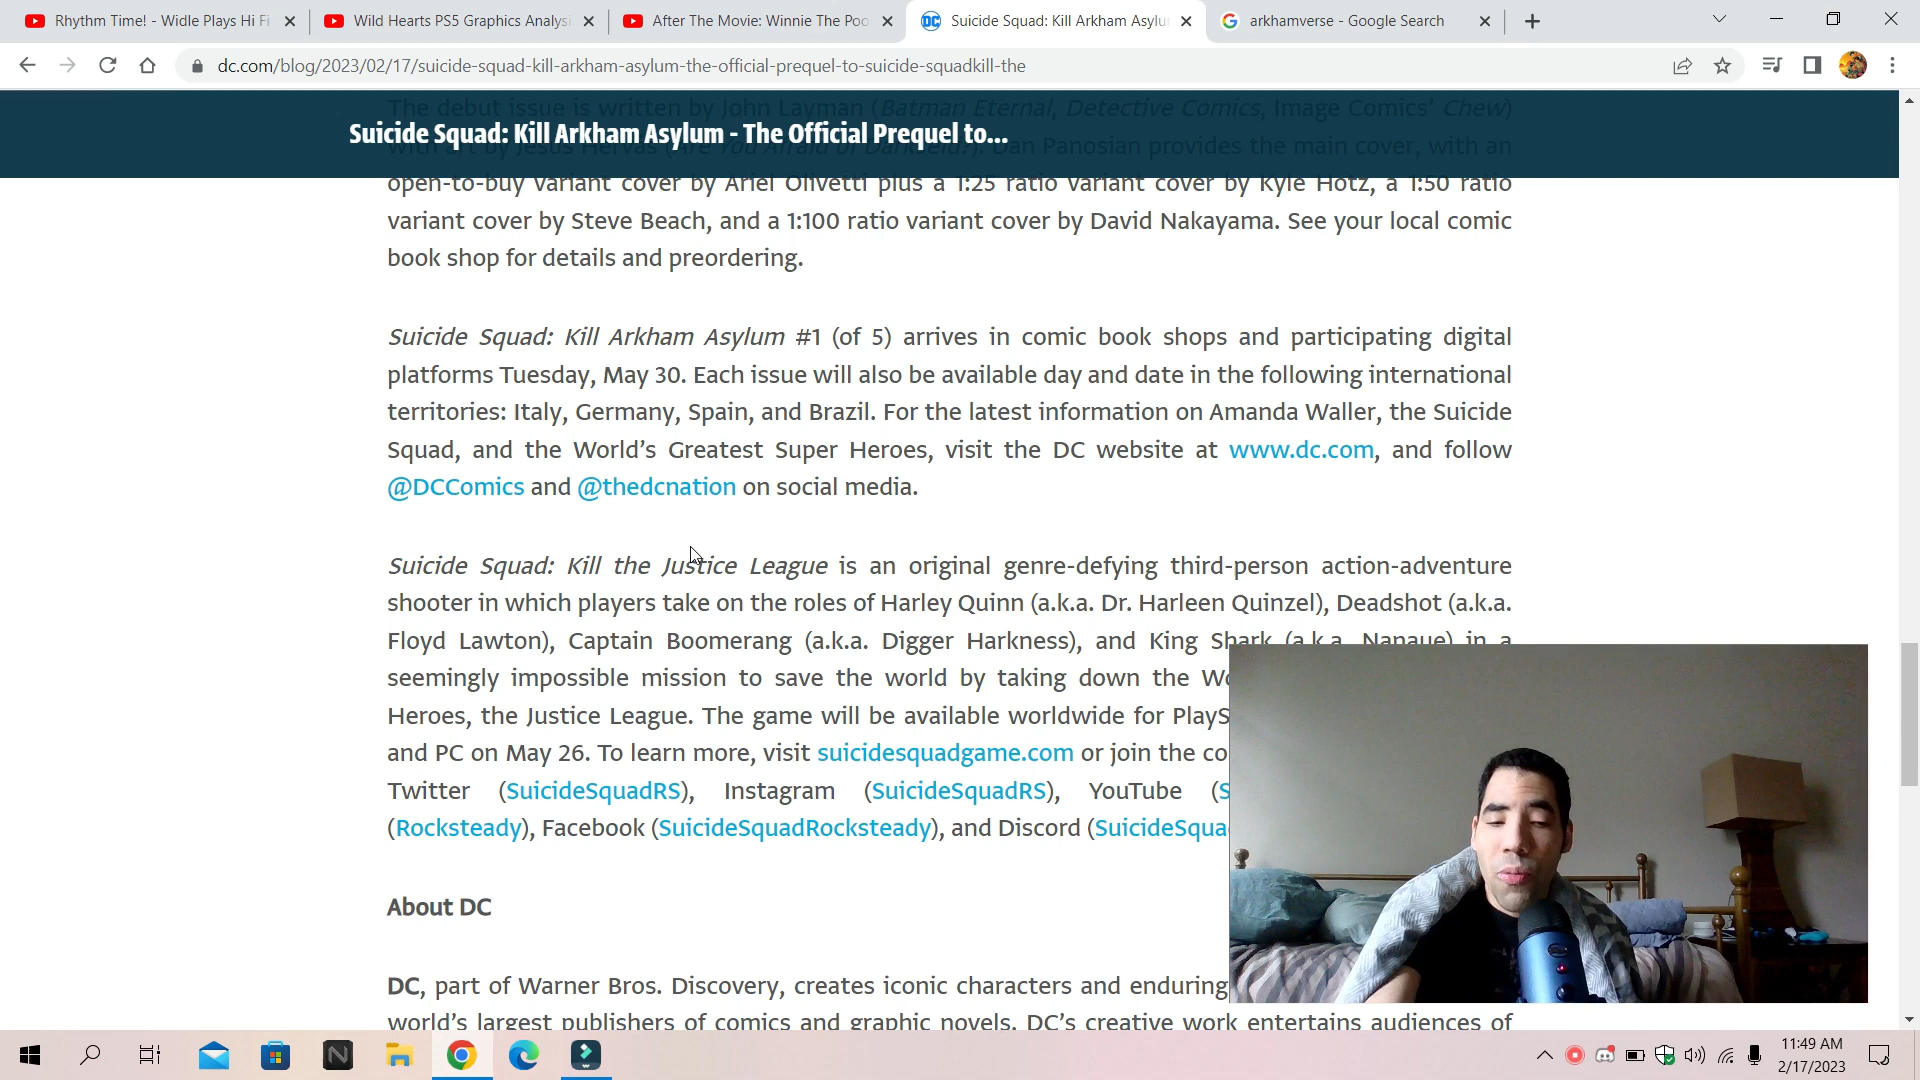 Rhythm Time! - Widle Plays Hi Fi
Wild Hearts PS5 Graphics Analysi
After The Movie: Winnie The Poo
Suicide Squad: Kill Arkham Asylu
arkhamverse - Google Search
dc.com/blog/2023/02/17/suicide-squad-kill-arkham-asylum-the-official-prequel-to-suicide-squadkill-the
The debut issue is written by John Layman (Batman Eternal, Detective Comics, Image Comics' Chew)
Suicide Squad: Kill Arkham Asylum - The Official Prequel to...
Dan Panosian provides the main cover, with an
open-to-buy variant cover by Ariel Olivetti plus a 1:25 ratio variant cover by Kyle Hotz, a 1:50 ratio
variant cover by Steve Beach, and a 1:100 ratio variant cover by David Nakayama. See your local comic
book shop for details and preordering.
Suicide Squad: Kill Arkham Asylum #1 (of 5) arrives in comic book shops and participating digital
platforms Tuesday, May 30. Each issue will also be available day and date in the following international
territories: Italy, Germany, Spain, and Brazil. For the latest information on Amanda Waller, the Suicide
Squad, and the World's Greatest Super Heroes, visit the DC website at www.dc.com, and follow
@DCComics and @thedcnation on social media.
Suicide Squad: Kill the Justice League is an original genre-defying third-person action-adventure
shooter in which players take on the roles of Harley Quinn (a.k.a. Dr. Harleen Quinzel), Deadshot (a.k.a.
Floyd Lawton), Captain Boomerang (a.k.a. Digger Harkness), and King Shark (a.k.a. Nanaue) in a
seemingly impossible mission to save the world by taking down the Wo
Heroes, the Justice League. The game will be available worldwide for PlayS
and PC on May 26. To learn more, visit suicidesquadgame.com or join the co
Twitter (SuicideSquadRS), Instagram (SuicideSquadRS), YouTube (S
(Rocksteady), Facebook (SuicideSquadRocksteady), and Discord (SuicideSqua
About DC
DC, part of Warner Bros. Discovery, creates iconic characters and enduring
world's largest publishers of comics and graphic novels. DC's creative work entertains audiences of
11:49 AM
2/17/2023